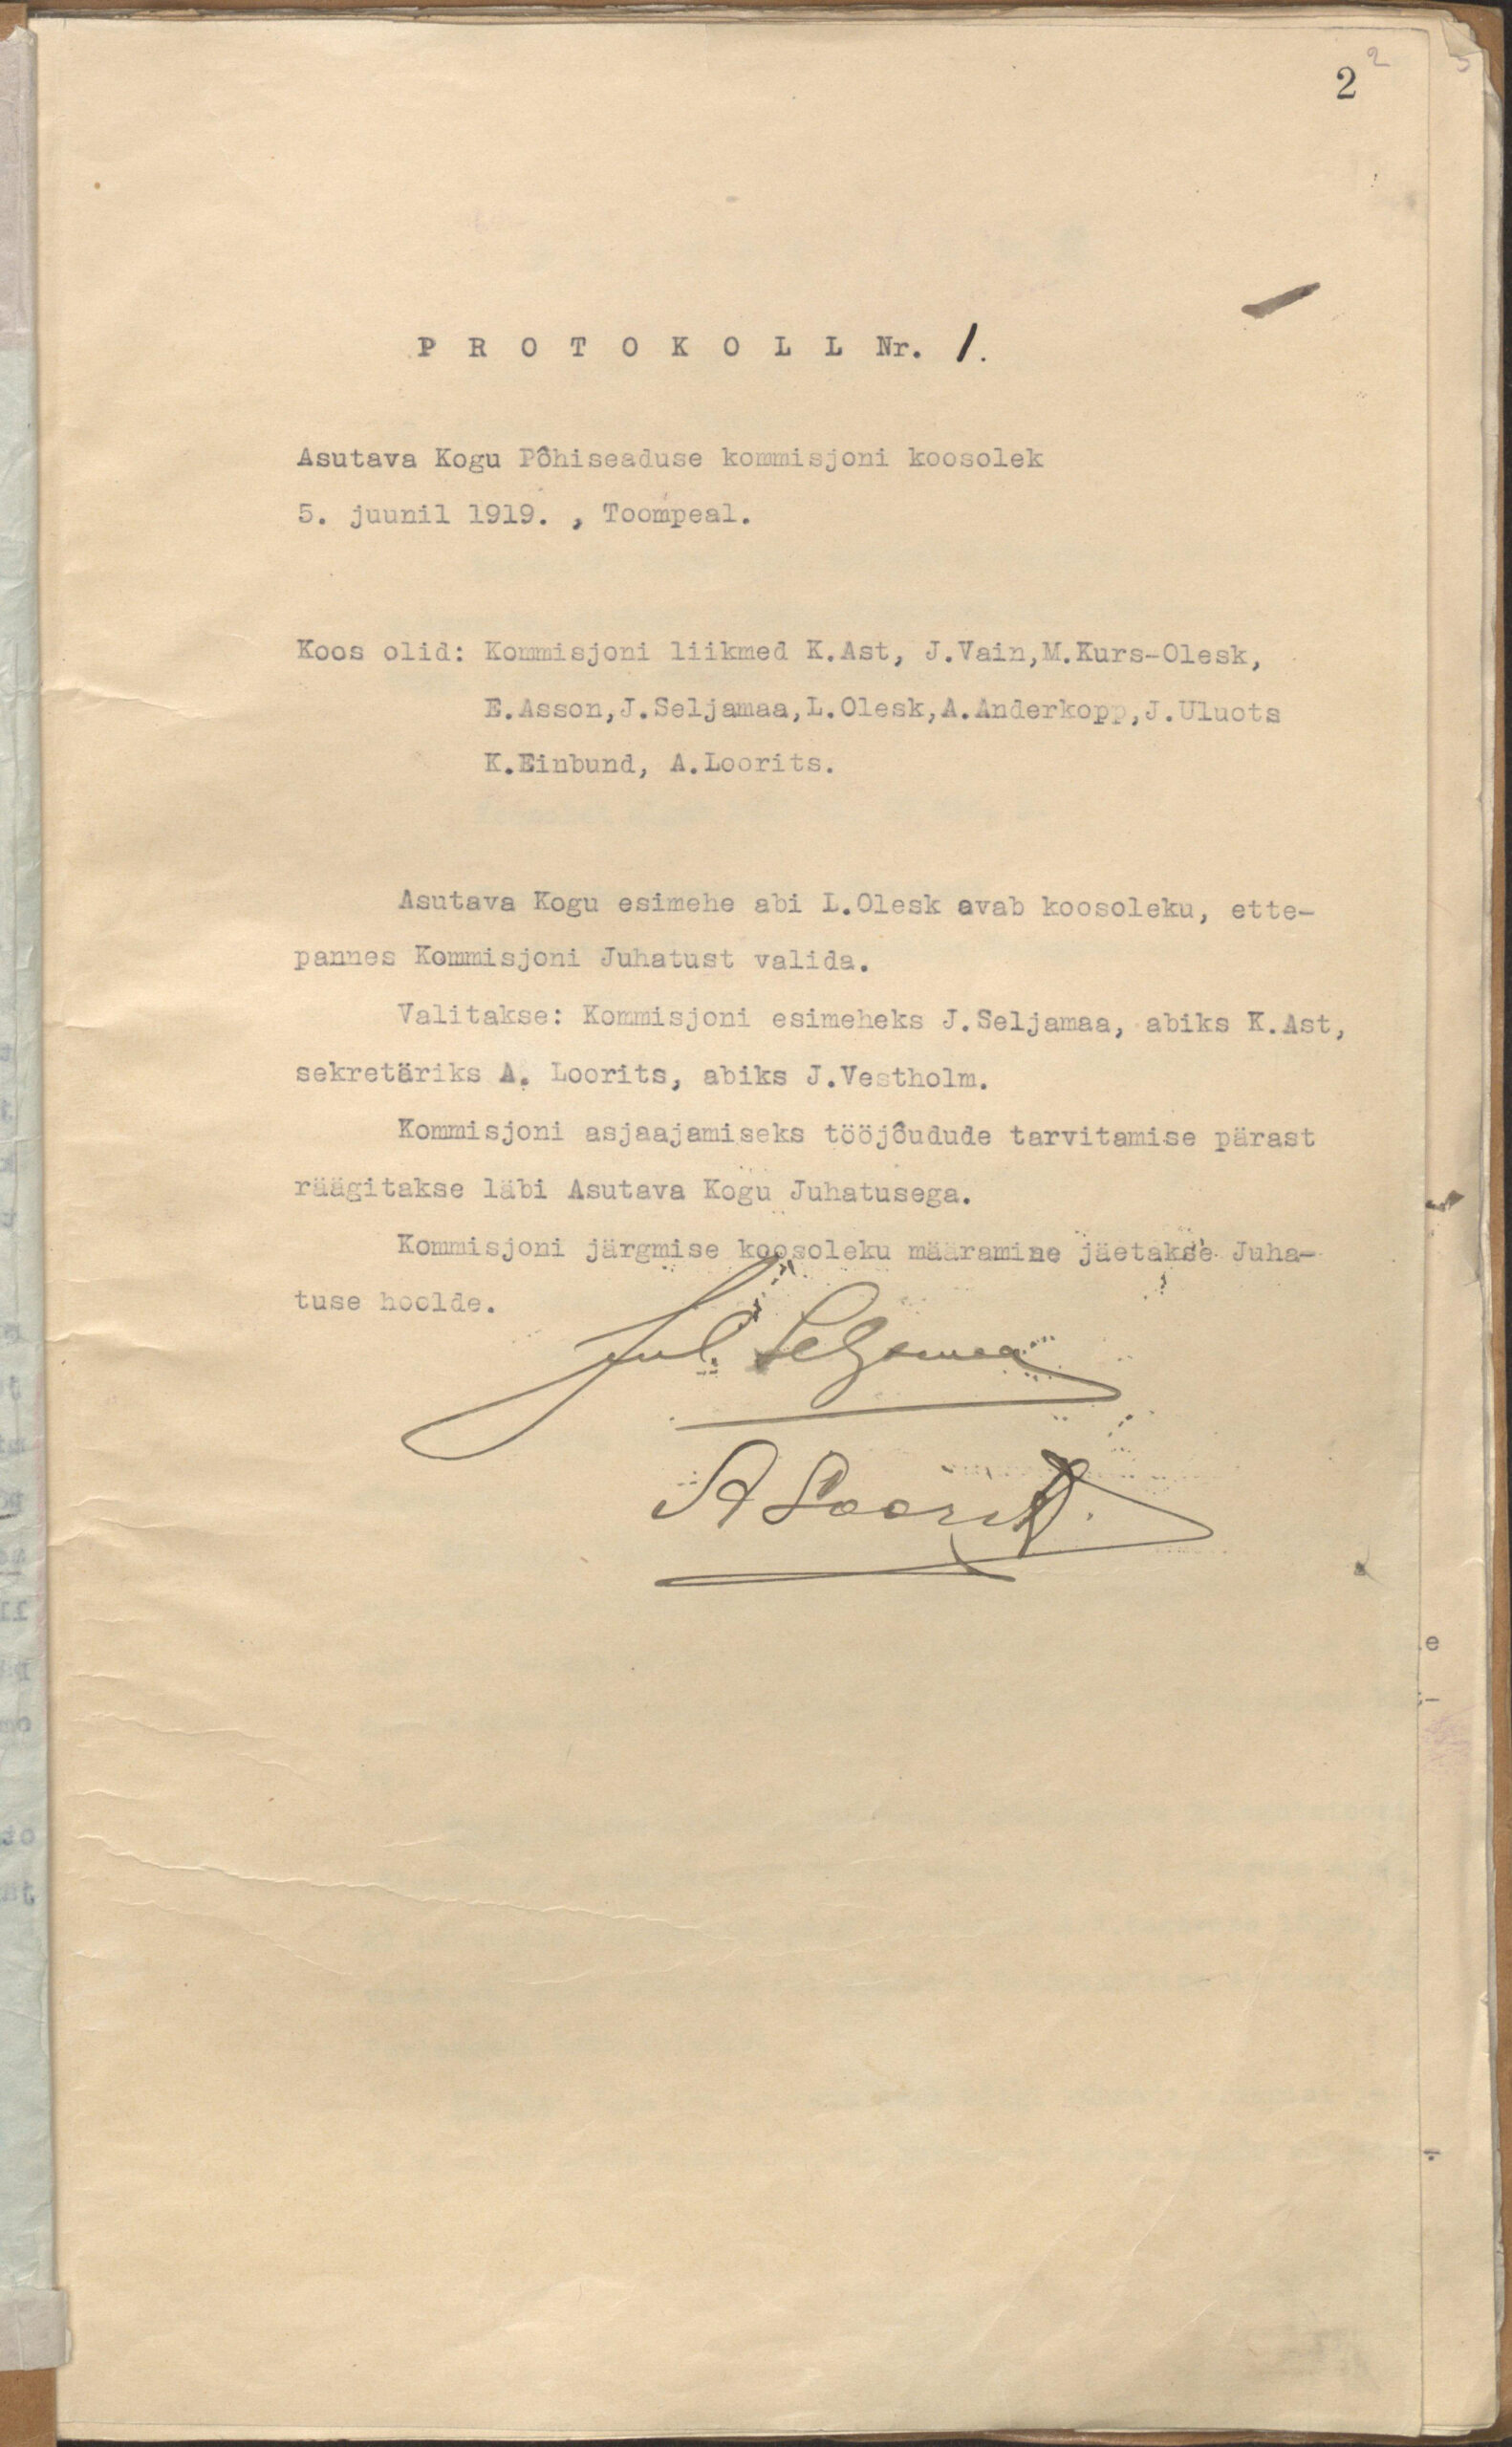 2 2
PROTOKOLL Nr. 1.
Asutava Kogu Põhiseaduse kommisjoni koosolek
5. juunil 1919. , Toompeal.
Koos olid: Kommisjoni liikmed K.Ast, J.Vain,M.Kurs-Olesk,
E.Asson,J.Seljamaa,L.Olesk,A.Anderkopp,J.Uluots
K.Einbund, A.Loorits.
Asutava Kogu esimehe abi L.Olesk avab koosoleku, ette-
pannes Kommisjoni Juhatust valida.
Valitakse: Kommisjoni esimeheks J.Seljamaa, abiks K.Ast,
sekretäriks A. Loorits, abiks J.Vestholm.
Kommisjoni asjaajamiseks tööjõudude tarvitamise pärast
räägitakse läbi Asutava Kogu Juhatusega.
Kommisjoni järgmise koosoleku määramine jäetakse Juha-
tuse hoolde.
Jul. Seljamaa
A Loorits.